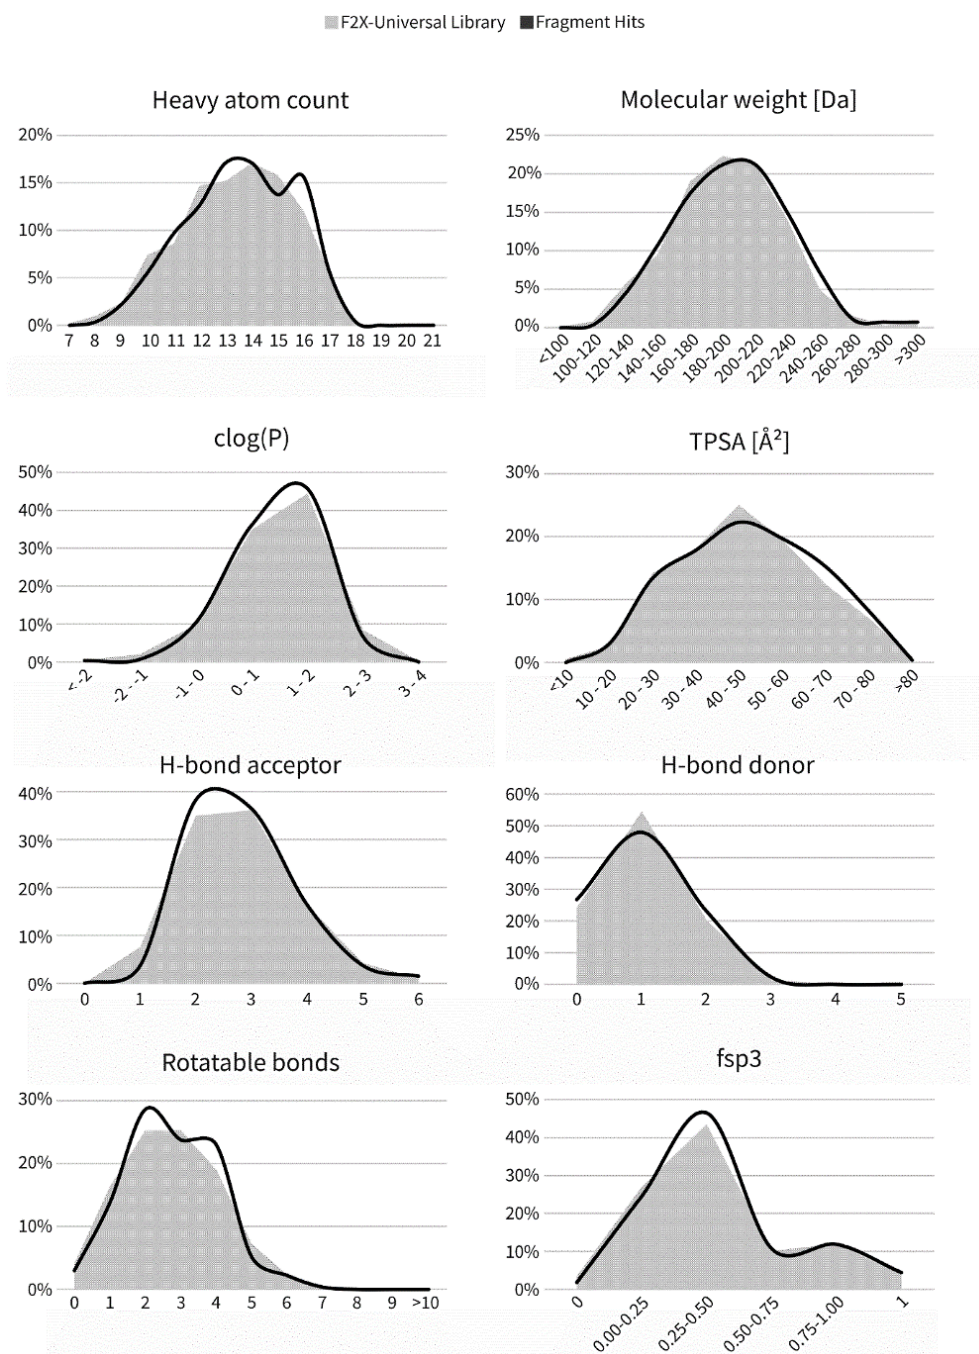 F2X-Universal Library Fragment Hits
Heavy atom count
20%
15%
10%
5%
0%
7 8 9 10 11 12 13 14 15 16 17 18 19 20 21
Molecular weight [Da]
25%
20%
15%
10%
5%
0%
<100 100-120 120-140 140-160 160-180 180-200 200-220 220-240 240-260 260-280 280-300 >300
clog(P)
50%
40%
30%
20%
10%
0%
< -2 -2 - -1 -1 - 0 0 - 1 1 - 2 2 - 3 3 - 4
TPSA [Å²]
30%
20%
10%
0%
<10 10 - 20 20 - 30 30 - 40 40 - 50 50 - 60 60 - 70 70 - 80 >80
H-bond acceptor
40%
30%
20%
10%
0%
0 1 2 3 4 5 6
H-bond donor
60%
50%
40%
30%
20%
10%
0%
0 1 2 3 4 5
Rotatable bonds
30%
20%
10%
0%
0 1 2 3 4 5 6 7 8 9 >10
fsp3
50%
40%
30%
20%
10%
0%
0 0.00-0.25 0.25-0.50 0.50-0.75 0.75-1.00 1